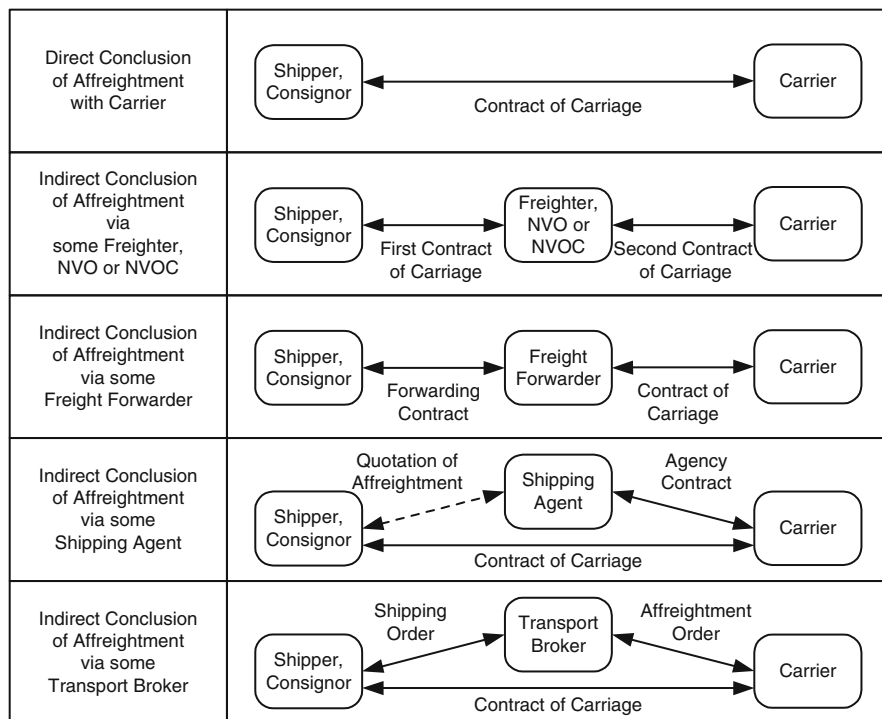 Direct Conclusion
of Affreightment
with Carrier
Shipper,
Consignor
Contract of Carriage
Carrier
Indirect Conclusion
of Affreightment
via
some Freighter,
NVO or NVOC
Shipper,
Consignor
First Contract
of Carriage
Freighter,
NVO or
NVOC
Second Contract
of Carriage
Carrier
Indirect Conclusion
of Affreightment
via some
Freight Forwarder
Shipper,
Consignor
Forwarding
Contract
Freight
Forwarder
Contract of
Carriage
Carrier
Indirect Conclusion
of Affreightment
via some
Shipping Agent
Shipper,
Consignor
Quotation of
Affreightment
Shipping
Agent
Agency
Contract
Carrier
Contract of Carriage
Indirect Conclusion
of Affreightment
via some
Transport Broker
Shipper,
Consignor
Shipping
Order
Transport
Broker
Affreightment
Order
Carrier
Contract of Carriage